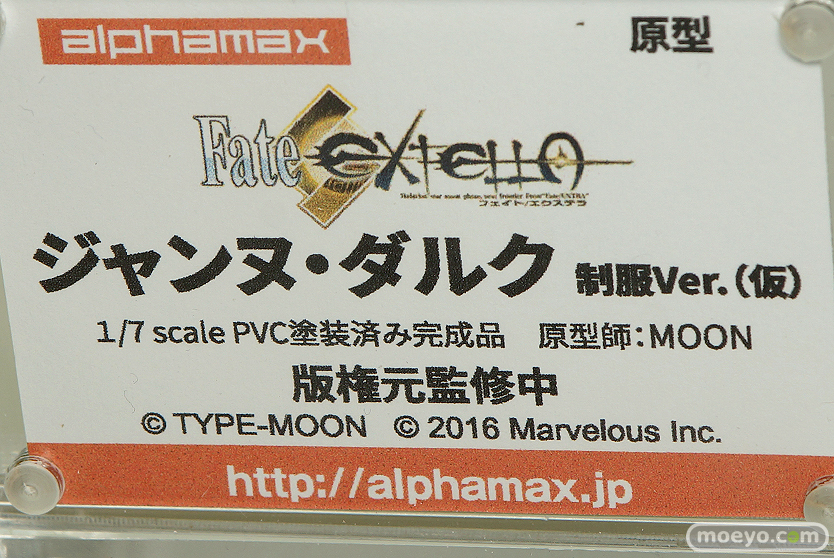 alphamax
原型
Fate/EXTELLA
フェイト/エクステラ
ジャンヌ・ダルク 制服Ver.(仮)
1/7 scale PVC塗装済み完成品 原型師:MOON
版権元監修中
© TYPE-MOON © 2016 Marvelous Inc.
http://alphamax.jp
moeyo.com